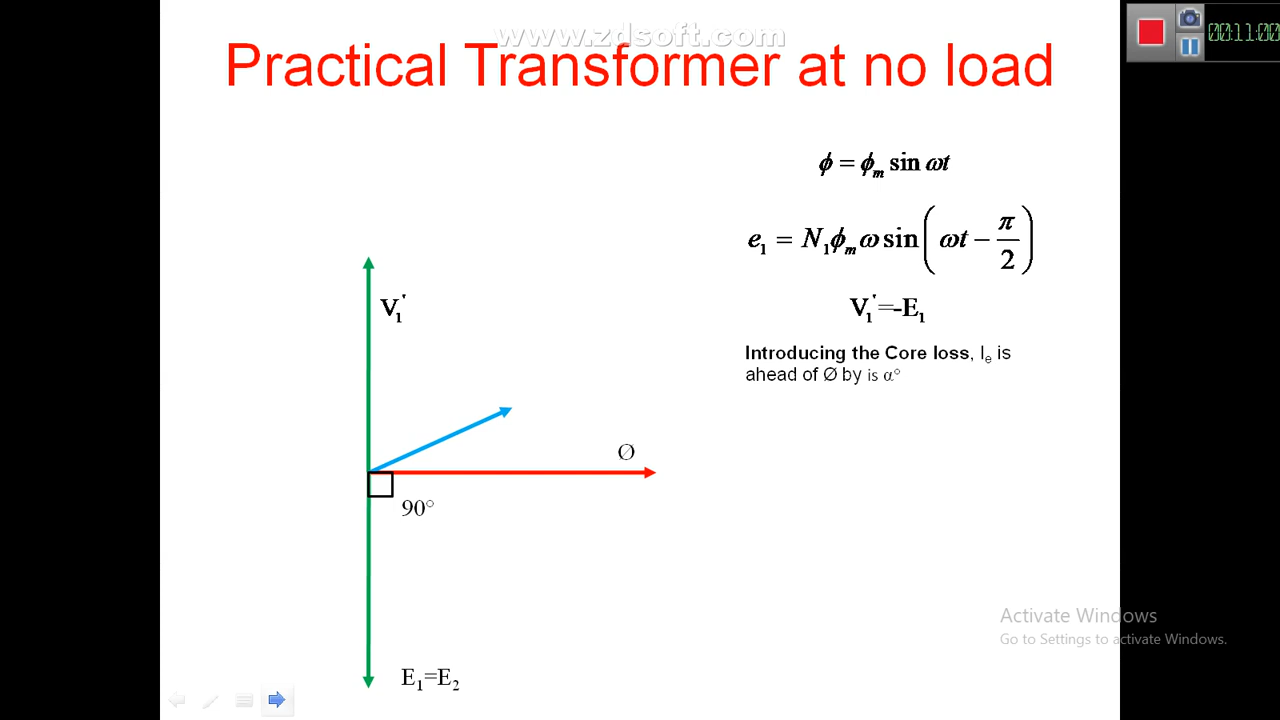 www.zdsoft.com
00:11:00
Practical Transformer at no load
ϕ = ϕₘ sin ωt
e₁ = N₁ϕₘω sin(ωt − π/2)
V₁'=-E₁
Introducing the Core loss, Iₑ is
ahead of Ø by is α°
V₁'
Ø
90°
E₁=E₂
Activate Windows
Go to Settings to activate Windows.